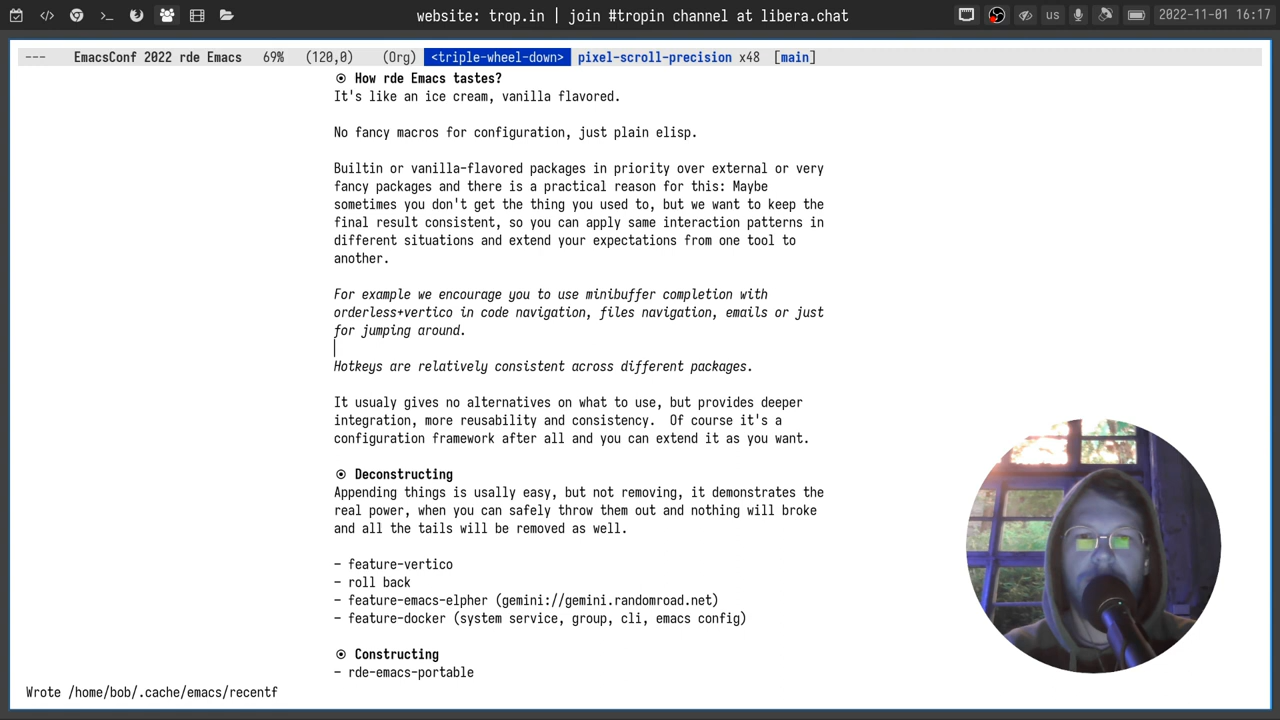 website: trop.in | join #tropin channel at libera.chat
us
2022-11-01 16:17
--- EmacsConf 2022 rde Emacs 69% (120,0) (Org) <triple-wheel-down> pixel-scroll-precision x48 [main]
How rde Emacs tastes?
It's like an ice cream, vanilla flavored.
No fancy macros for configuration, just plain elisp.
Builtin or vanilla-flavored packages in priority over external or very
fancy packages and there is a practical reason for this: Maybe
sometimes you don't get the thing you used to, but we want to keep the
final result consistent, so you can apply same interaction patterns in
different situations and extend your expectations from one tool to
another.
For example we encourage you to use minibuffer completion with
orderless+vertico in code navigation, files navigation, emails or just
for jumping around.
Hotkeys are relatively consistent across different packages.
It usualy gives no alternatives on what to use, but provides deeper
integration, more reusability and consistency.  Of course it's a
configuration framework after all and you can extend it as you want.
Deconstructing
Appending things is usally easy, but not removing, it demonstrates the
real power, when you can safely throw them out and nothing will broke
and all the tails will be removed as well.
- feature-vertico
- roll back
- feature-emacs-elpher (gemini://gemini.randomroad.net)
- feature-docker (system service, group, cli, emacs config)
Constructing
- rde-emacs-portable
Wrote /home/bob/.cache/emacs/recentf